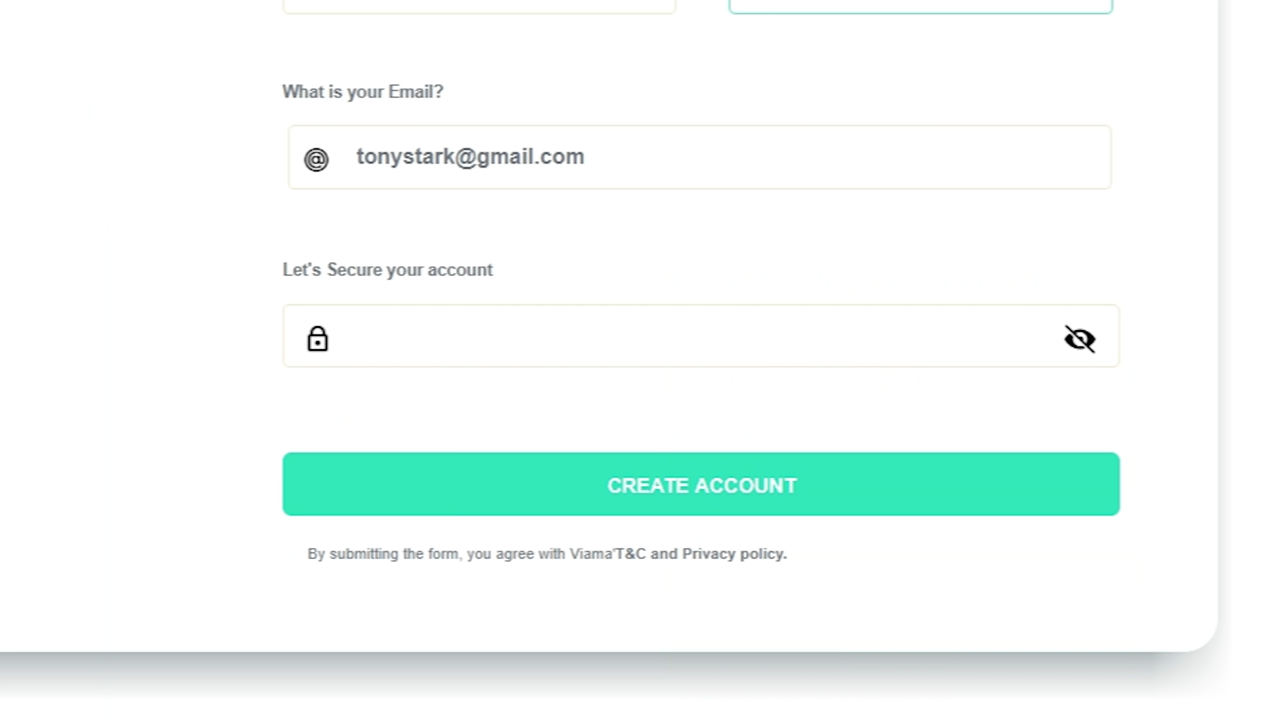 What is your Email?
tonystark@gmail.com
Let's Secure your account
CREATE ACCOUNT
By submitting the form, you agree with Viama'T&C and Privacy policy.